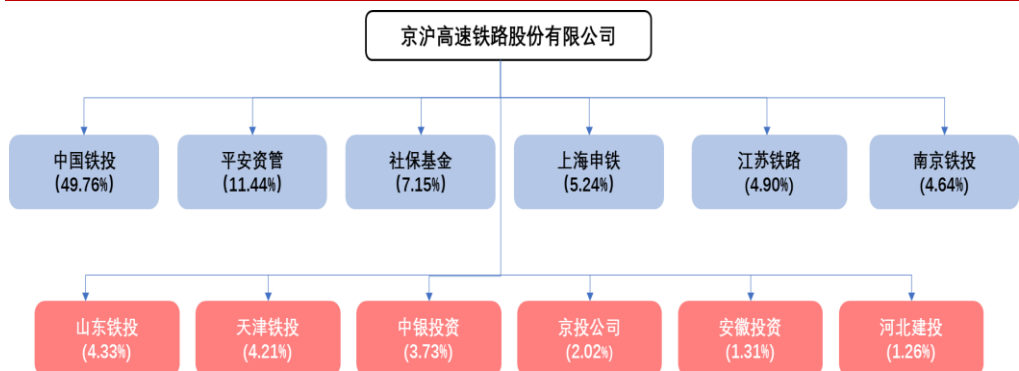 京沪高速铁路股份有限公司
中国铁投
(49.76%)
平安资管
(11.44%)
社保基金
(7.15%)
上海申铁
(5.24%)
江苏铁路
(4.90%)
南京铁投
(4.64%)
山东铁投
(4.33%)
天津铁投
(4.21%)
中银投资
(3.73%)
京投公司
(2.02%)
安徽投资
(1.31%)
河北建投
(1.26%)